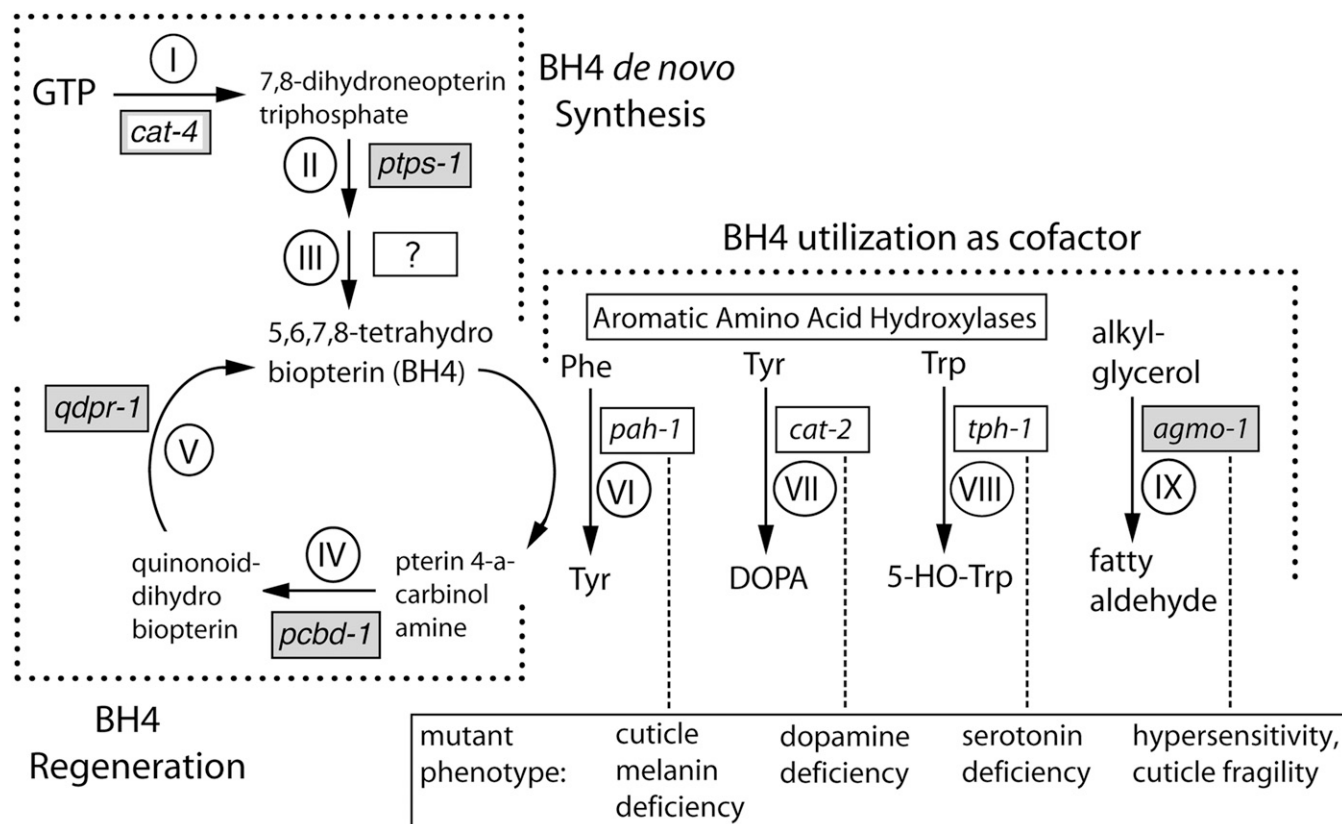 BH4 de novo
Synthesis
I
GTP
7,8-dihydroneopterin
triphosphate
cat-4
II
ptps-1
III
?
5,6,7,8-tetrahydro
biopterin (BH4)
qdpr-1
V
IV
quinonoid-
dihydro
biopterin
pterin 4-a-
carbinol
amine
pcbd-1
BH4
Regeneration
BH4 utilization as cofactor
Aromatic Amino Acid Hydroxylases
Phe
pah-1
VI
Tyr
Tyr
cat-2
VII
DOPA
Trp
tph-1
VIII
5-HO-Trp
alkyl-
glycerol
agmo-1
IX
fatty
aldehyde
mutant
phenotype:
cuticle
melanin
deficiency
dopamine
deficiency
serotonin
deficiency
hypersensitivity,
cuticle fragility